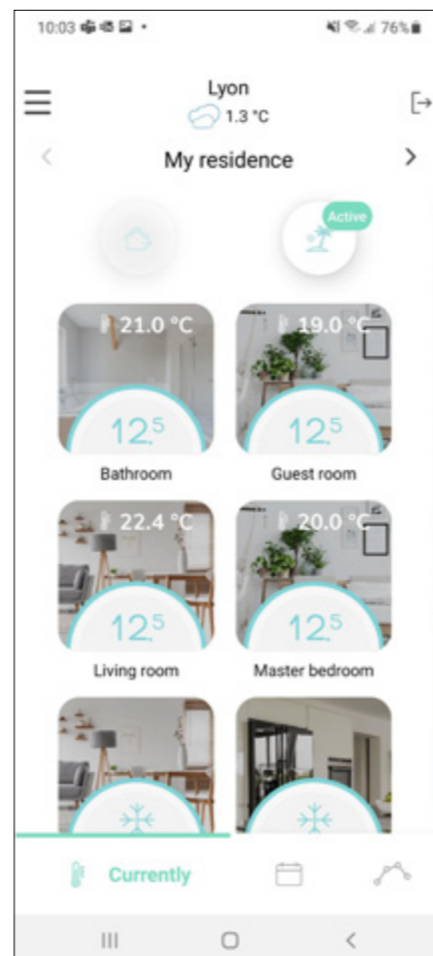 10:03
76%
Lyon
1.3 °C
My residence
Active
21.0 °C
19.0 °C
12.5
12.5
Bathroom
Guest room
22.4 °C
20.0 °C
12.5
12.5
Living room
Master bedroom
Currently